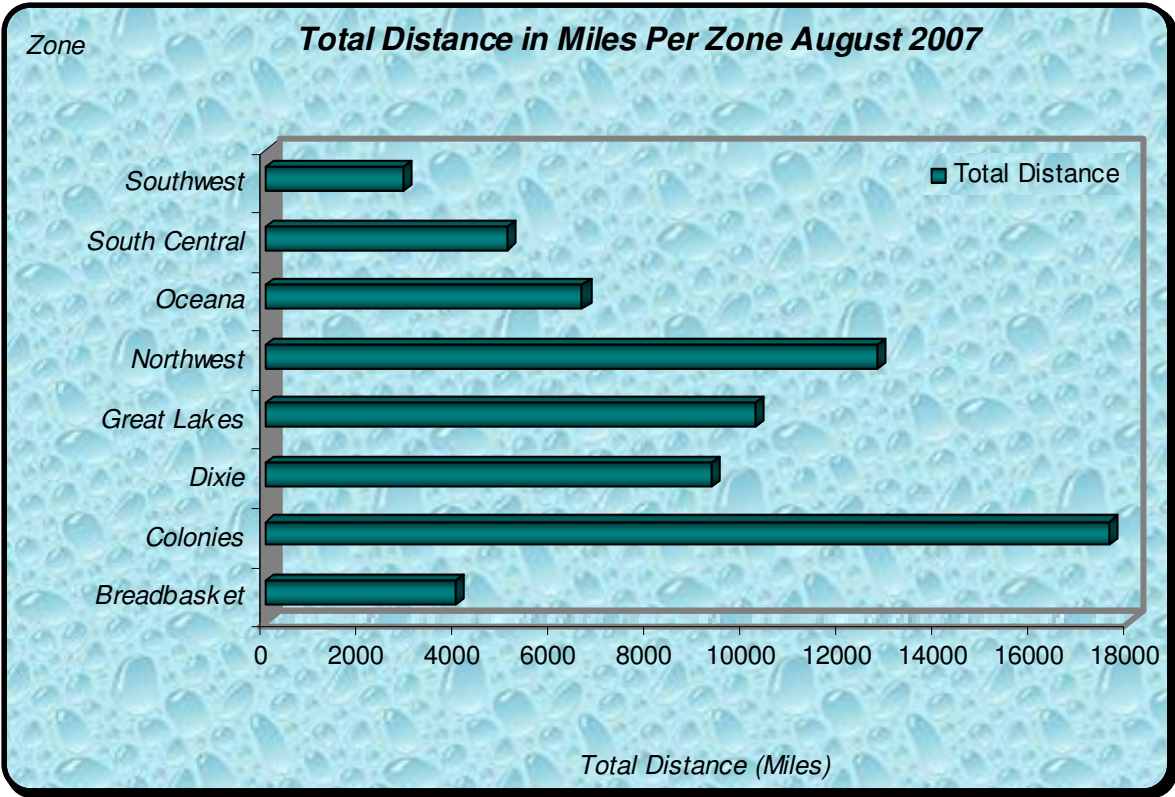 Zone
Total Distance in Miles Per Zone August 2007
Total Distance
Southwest
South Central
Oceana
Northwest
Great Lakes
Dixie
Colonies
Breadbasket
0 2000 4000 6000 8000 10000 12000 14000 16000 18000
Total Distance (Miles)